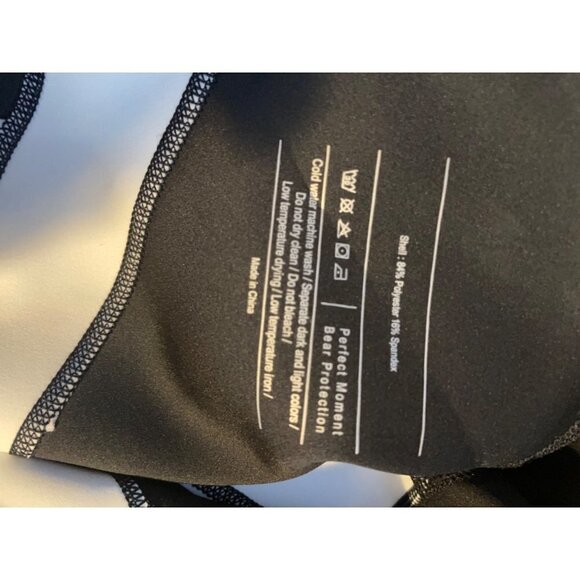 Shell : 84% Polyester 16% Spandex
Perfect Moment
Bear Protection
Cold water machine wash / Separate dark and light colors /
Do not dry clean / Do not bleach /
Low temperature drying / Low temperature iron /
Made in China